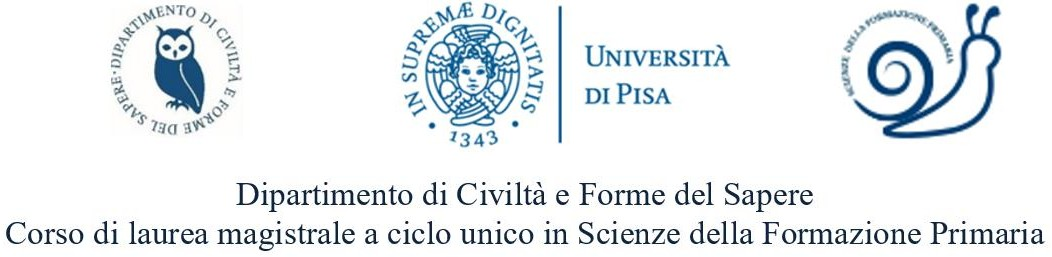 DIPARTIMENTO DI CIVILTÀ E FORME DEL SAPERE
IN SUPREMÆ DIGNITATIS
1343
UNIVERSITÀ
DI PISA
SCIENZE DELLA FORMAZIONE PRIMARIA
Dipartimento di Civiltà e Forme del Sapere
Corso di laurea magistrale a ciclo unico in Scienze della Formazione Primaria